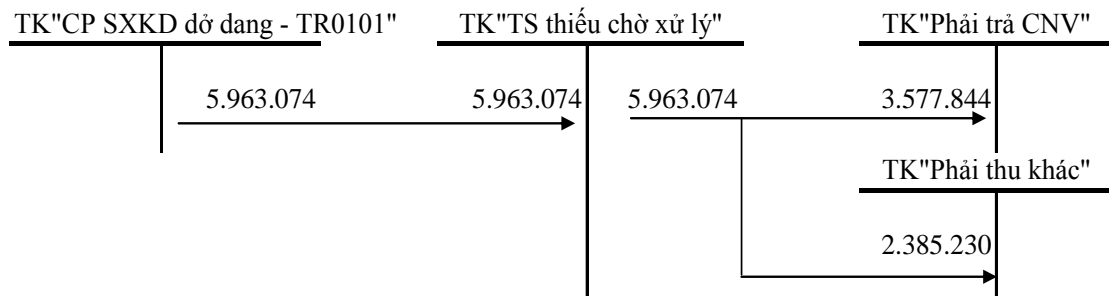 TK"CP SXKD dở dang - TR0101" TK"TS thiếu chờ xử lý" TK"Phải trả CNV"
5.963.074 5.963.074 5.963.074 3.577.844
TK"Phải thu khác"
2.385.230